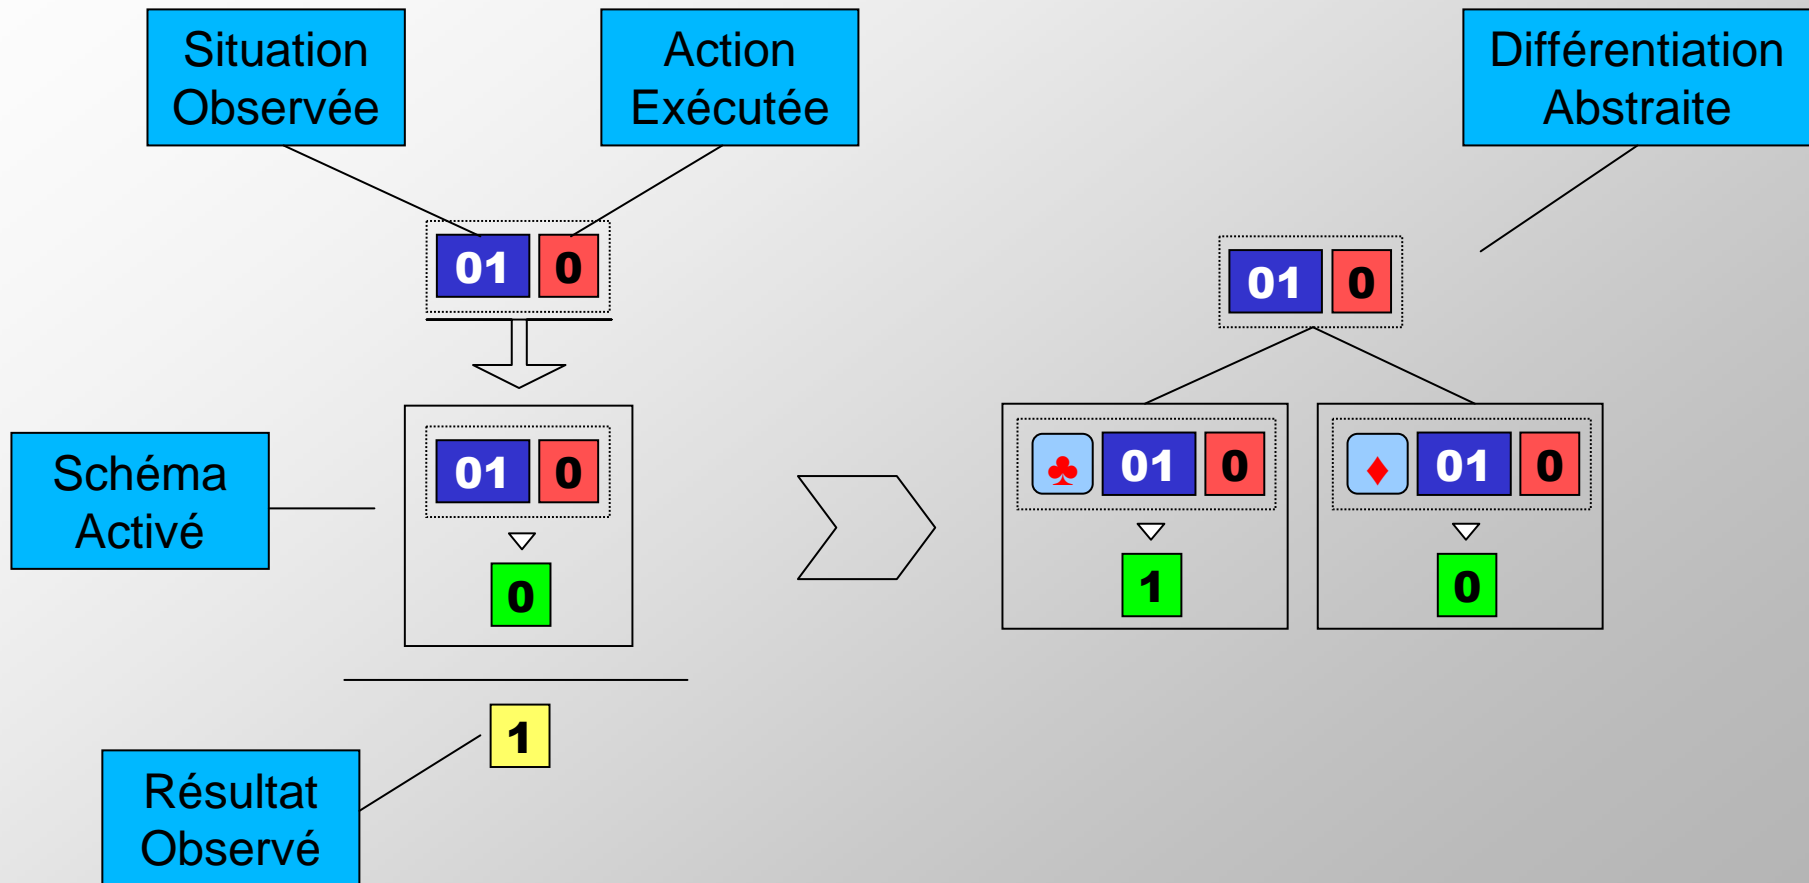 Situation
Observée
Action
Exécutée
Différentiation
Abstraite
01 0
01 0
Schéma
Activé
01 0
0
♣ 01 0
1
♦ 01 0
0
1
Résultat
Observé